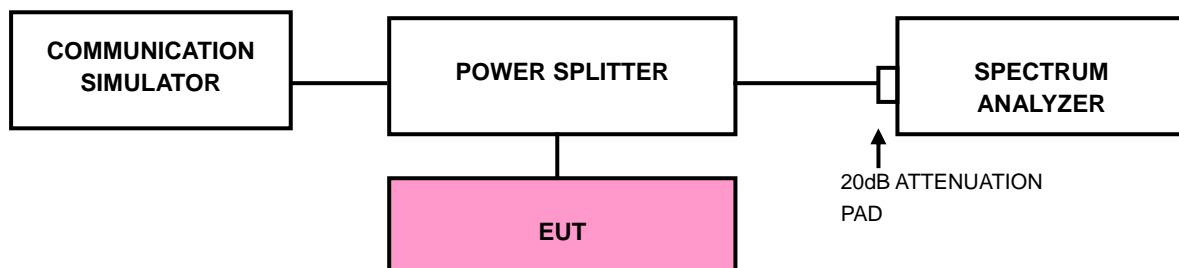 COMMUNICATION
SIMULATOR
POWER SPLITTER
SPECTRUM
ANALYZER
20dB ATTENUATION
PAD
EUT